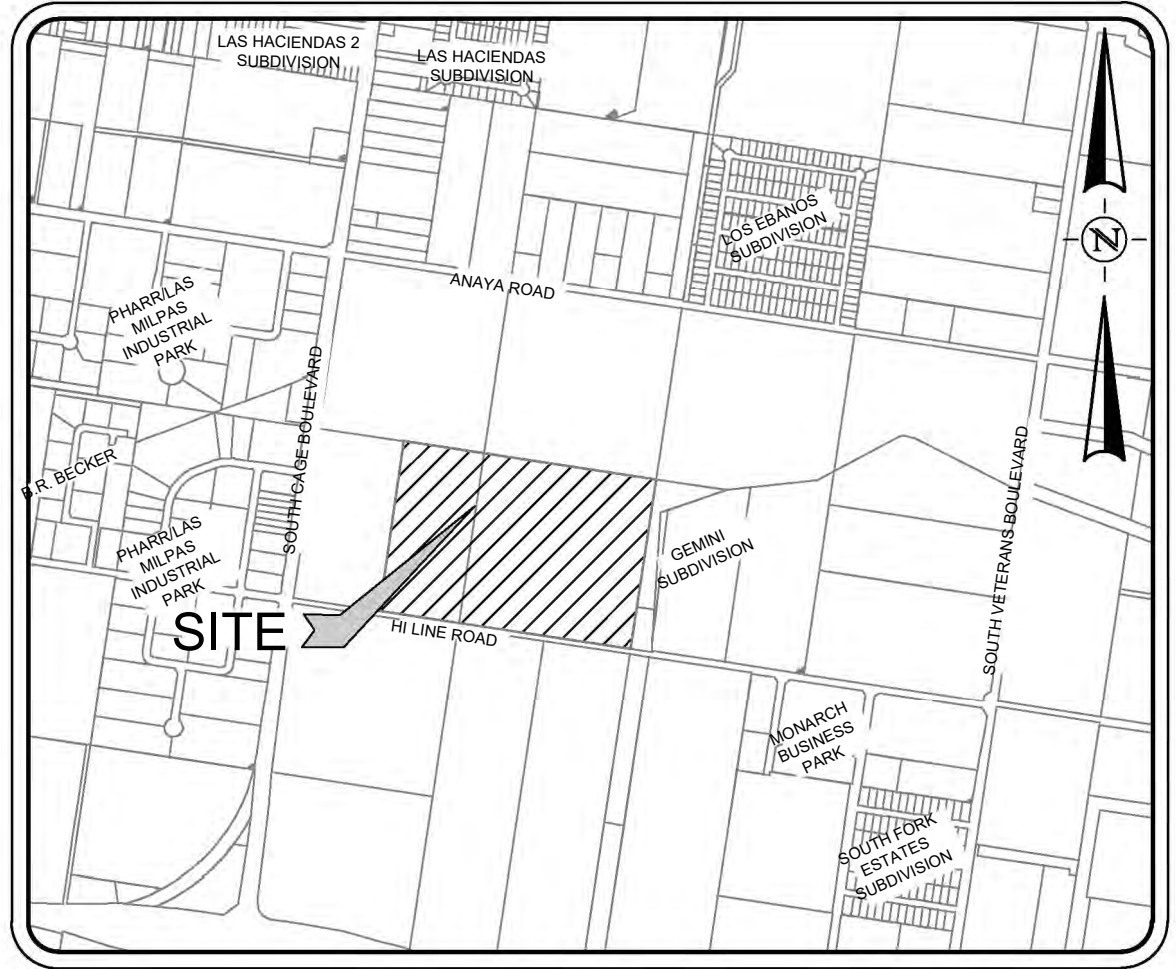 LAS HACIENDAS 2
SUBDIVISION
LAS HACIENDAS
SUBDIVISION
LOS EBANOS
SUBDIVISION
N
ANAYA ROAD
PHARR/LAS
MILPAS
INDUSTRIAL
PARK
SOUTH CAGE BOULEVARD
B.R. BECKER
PHARR/LAS
MILPAS
INDUSTRIAL
PARK
GEMINI
SUBDIVISION
SOUTH VETERANS BOULEVARD
SITE
HI LINE ROAD
MONARCH
BUSINESS
PARK
SOUTH FORK
ESTATES
SUBDIVISION